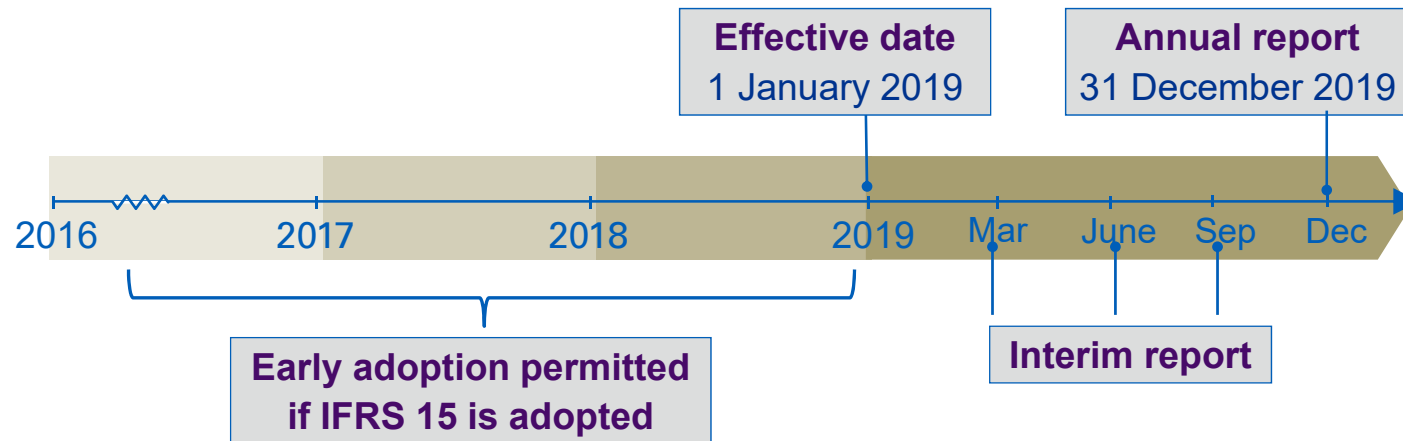 Effective date
1 January 2019
Annual report
31 December 2019
2016 2017 2018 2019 Mar June Sep Dec
Early adoption permitted
if IFRS 15 is adopted
Interim report